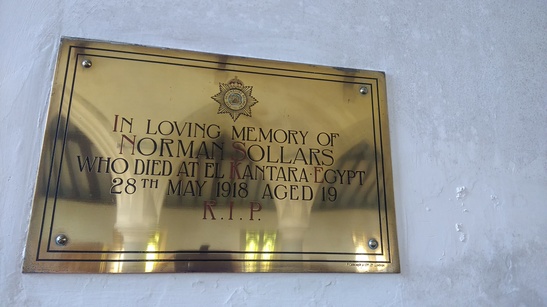 IN LOVING MEMORY OF
NORMAN SOLLARS
WHO DIED AT EL KANTARA·EGYPT
28TH MAY 1918 AGED 19
R.I.P.